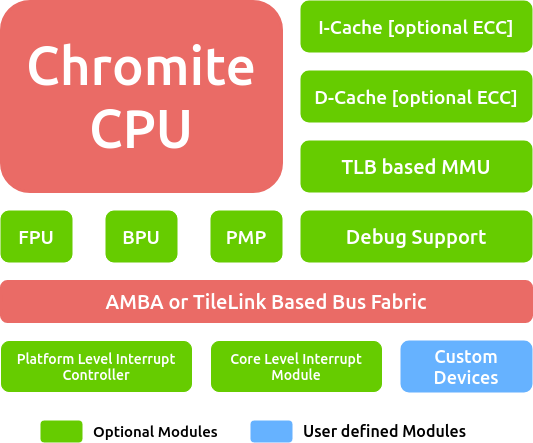 Chromite
CPU
I-Cache [optional ECC]
D-Cache [optional ECC]
TLB based MMU
FPU
BPU
PMP
Debug Support
AMBA or TileLink Based Bus Fabric
Platform Level Interrupt
Controller
Core Level Interrupt
Module
Custom
Devices
Optional Modules
User defined Modules